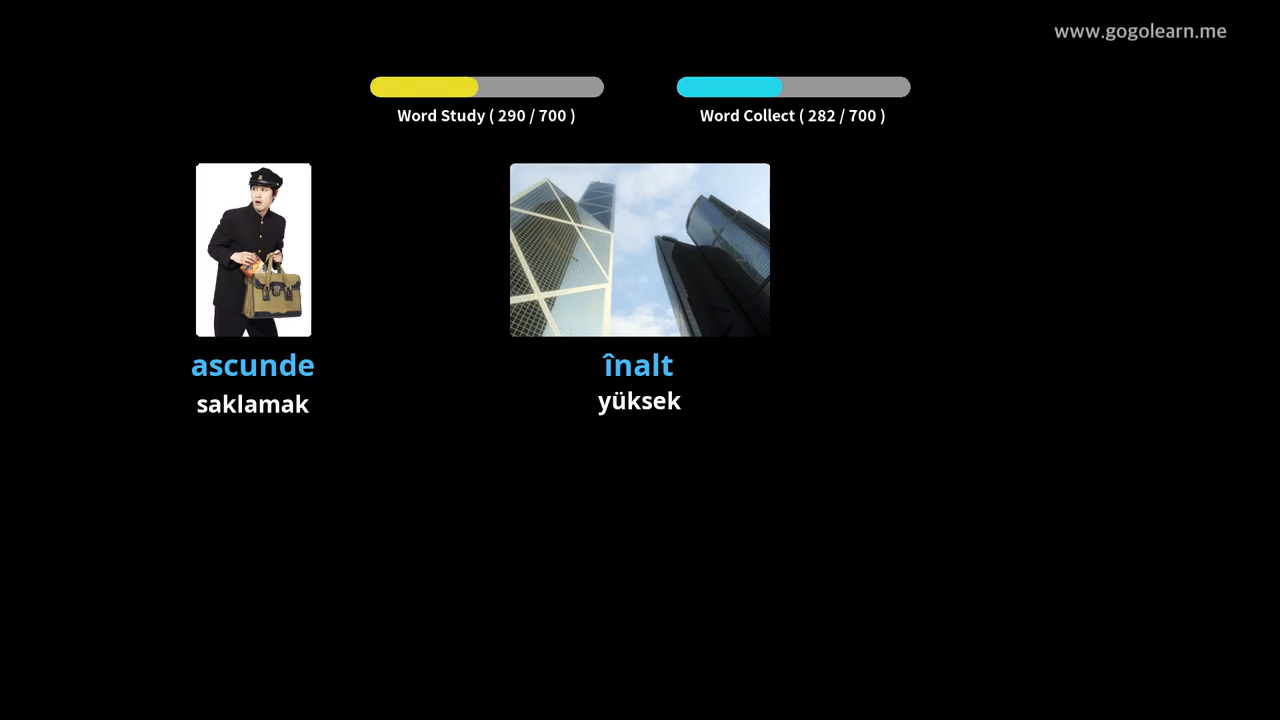 www.gogolearn.me
Word Study ( 290 / 700 )
Word Collect ( 282 / 700 )
ascunde
saklamak
înalt
yüksek